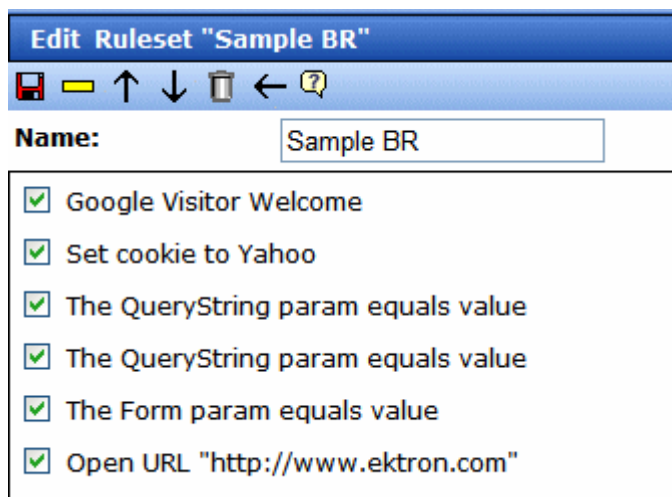 Edit Ruleset "Sample BR"
?
Name: Sample BR
Google Visitor Welcome
Set cookie to Yahoo
The QueryString param equals value
The QueryString param equals value
The Form param equals value
Open URL "http://www.ektron.com"